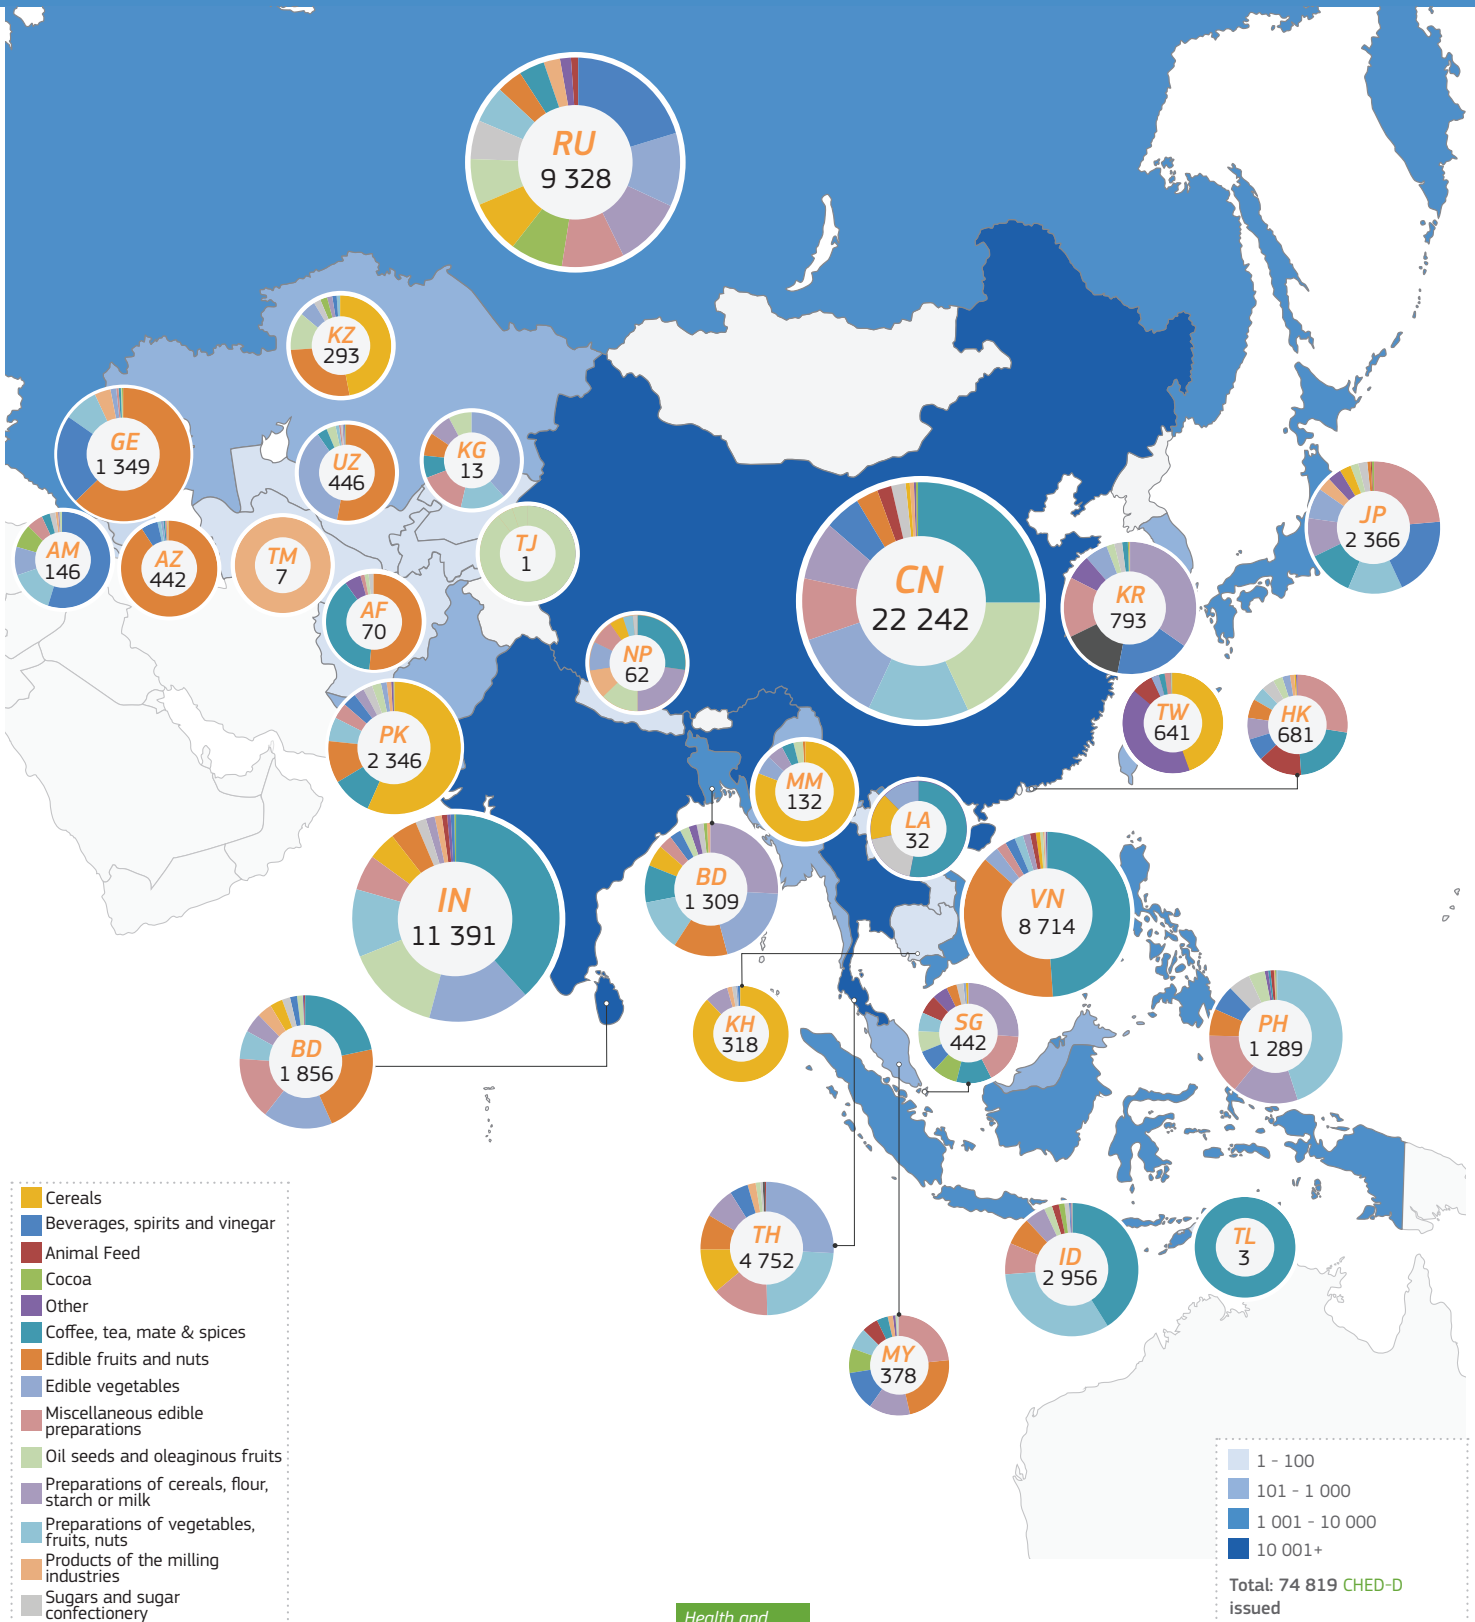 RU
9 328
KZ
293
GE
1 349
UZ
446
KG
13
AM
146
AZ
442
TM
7
TJ
1
AF
70
CN
22 242
JP
2 366
KR
793
NP
62
TW
641
HK
681
PK
2 346
MM
132
LA
32
IN
11 391
BD
1 309
VN
8 714
KH
318
SG
442
PH
1 289
BD
1 856
TH
4 752
ID
2 956
TL
3
MY
378
Cereals
Beverages, spirits and vinegar
Animal Feed
Cocoa
Other
Coffee, tea, mate & spices
Edible fruits and nuts
Edible vegetables
Miscellaneous edible
preparations
Oil seeds and oleaginous fruits
Preparations of cereals, flour,
starch or milk
Preparations of vegetables,
fruits, nuts
Products of the milling
industries
Sugars and sugar
confectionery
1 - 100
101 - 1 000
1 001 - 10 000
10 001+
Total: 74 819 CHED-D
issued
Health and